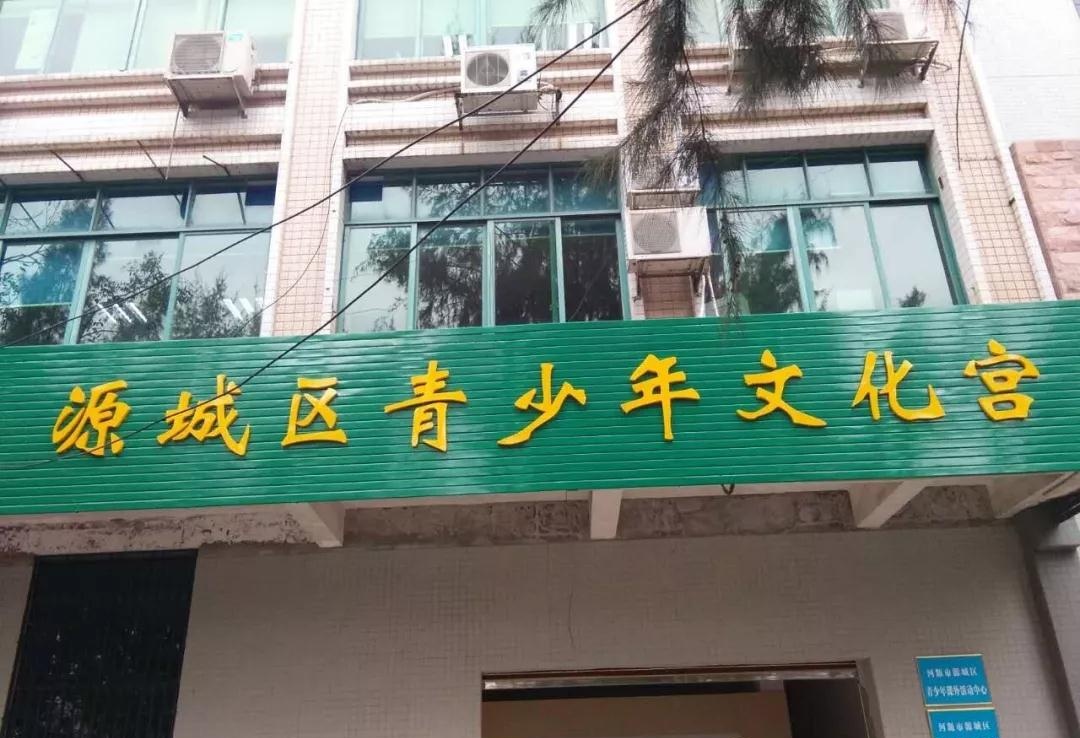 源城区青少年文化宫
河源市源城区
青少年课外活动中心
河源市源城区